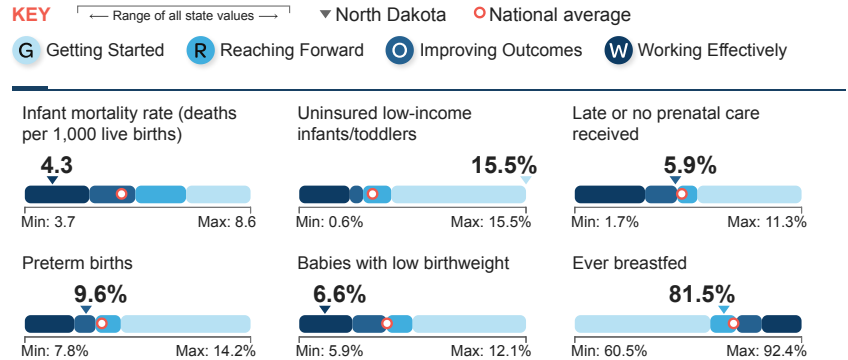 KEY Range of all state values North Dakota National average
G Getting Started R Reaching Forward O Improving Outcomes W Working Effectively
Infant mortality rate (deaths
per 1,000 live births)
4.3
Min: 3.7 Max: 8.6
Uninsured low-income
infants/toddlers
15.5%
Min: 0.6% Max: 15.5%
Late or no prenatal care
received
5.9%
Min: 1.7% Max: 11.3%
Preterm births
9.6%
Min: 7.8% Max: 14.2%
Babies with low birthweight
6.6%
Min: 5.9% Max: 12.1%
Ever breastfed
81.5%
Min: 60.5% Max: 92.4%